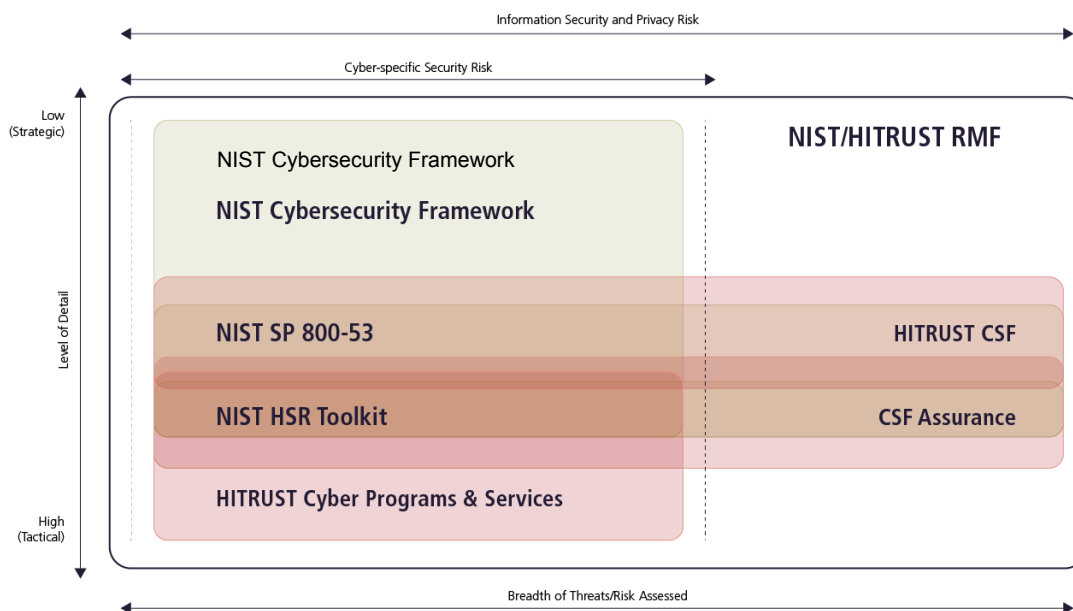 Information Security and Privacy Risk
Cyber-specific Security Risk
Low
(Strategic)
NIST/HITRUST RMF
NIST Cybersecurity Framework
NIST Cybersecurity Framework
Level of Detail
NIST SP 800-53
HITRUST CSF
NIST HSR Toolkit
CSF Assurance
HITRUST Cyber Programs & Services
High
(Tactical)
Breadth of Threats/Risk Assessed